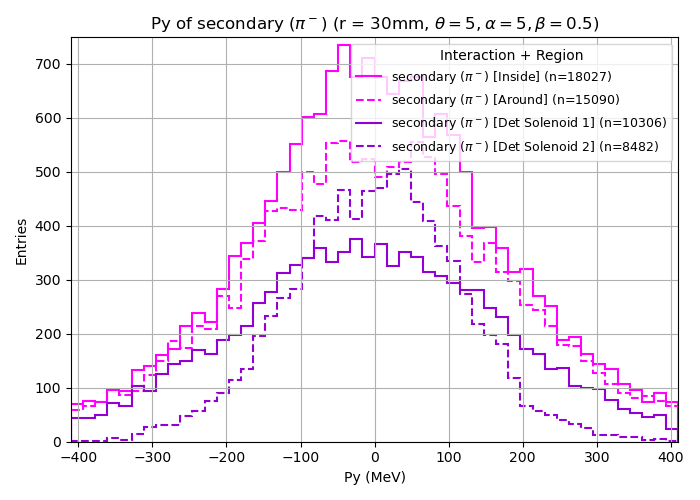 Py of secondary (π⁻) (r = 30mm, θ = 5, α = 5, β = 0.5)
Interaction + Region
secondary (π⁻) [Inside] (n=18027)
secondary (π⁻) [Around] (n=15090)
secondary (π⁻) [Det Solenoid 1] (n=10306)
secondary (π⁻) [Det Solenoid 2] (n=8482)
Entries
700
600
500
400
300
200
100
0
−400 −300 −200 −100 0 100 200 300 400
Py (MeV)